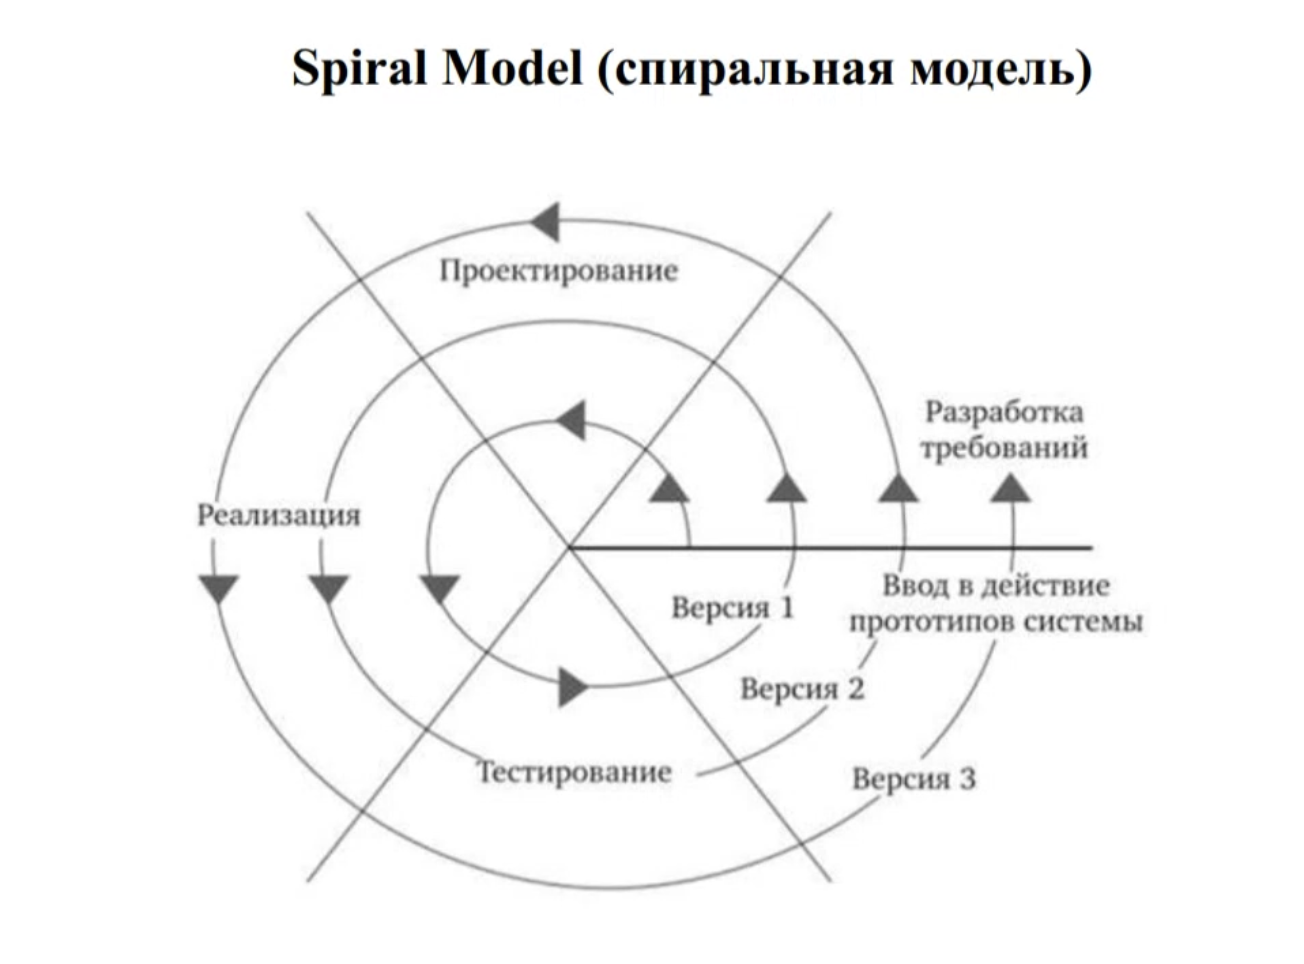 Spiral Model (спиральная модель)
Проектирование
Разработка
требований
Реализация
Ввод в действие
прототипов системы
Версия 1
Версия 2
Тестирование
Версия 3